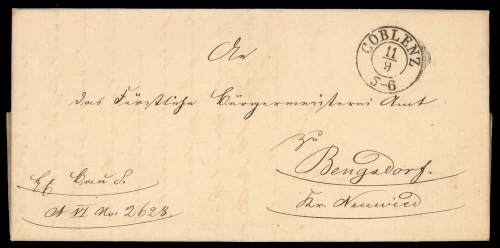 An
COBLENZ
11
9
5-6
das Fürstliche Bürgermeisterei Amt
zu
Bengsdorf.
Kr. Neuwied
A VI No: 2628